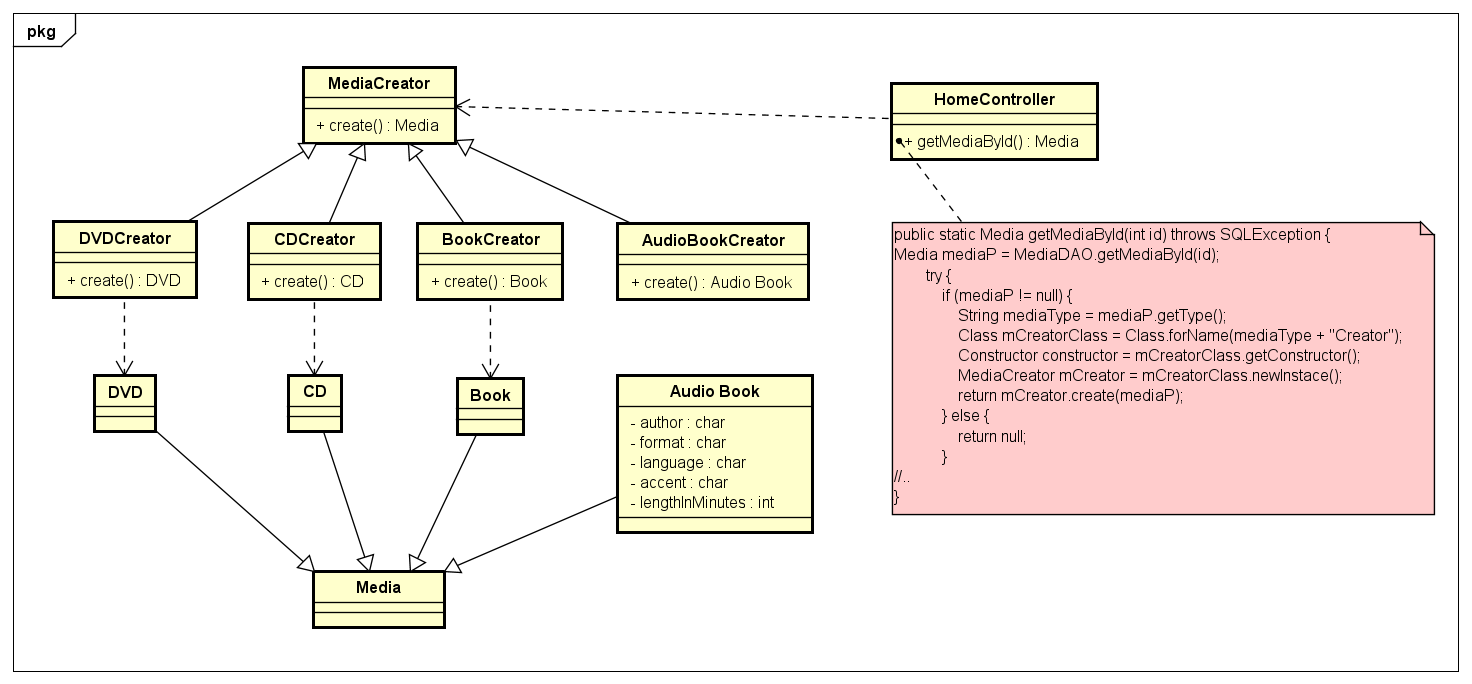 pkg
MediaCreator
+ create() : Media
HomeController
+ getMediaById() : Media
DVDCreator
+ create() : DVD
CDCreator
+ create() : CD
BookCreator
+ create() : Book
AudioBookCreator
+ create() : Audio Book
public static Media getMediaById(int id) throws SQLException {
Media mediaP = MediaDAO.getMediaById(id);
try {
if (mediaP != null) {
String mediaType = mediaP.getType();
Class mCreatorClass = Class.forName(mediaType + "Creator");
Constructor constructor = mCreatorClass.getConstructor();
MediaCreator mCreator = mCreatorClass.newInstace();
return mCreator.create(mediaP);
} else {
return null;
}
//..
}
DVD
CD
Book
Audio Book
- author : char
- format : char
- language : char
- accent : char
- lengthInMinutes : int
Media